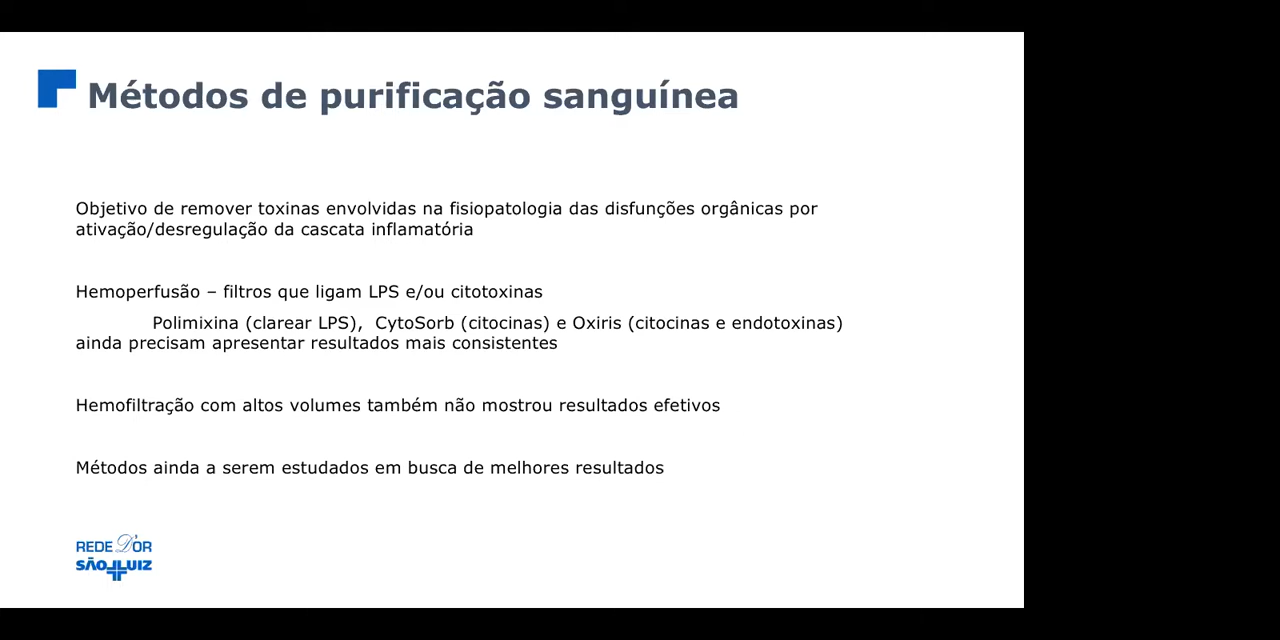 Métodos de purificação sanguínea
Objetivo de remover toxinas envolvidas na fisiopatologia das disfunções orgânicas por
ativação/desregulação da cascata inflamatória
Hemoperfusão – filtros que ligam LPS e/ou citotoxinas
Polimixina (clarear LPS),  CytoSorb (citocinas) e Oxiris (citocinas e endotoxinas)
ainda precisam apresentar resultados mais consistentes
Hemofiltração com altos volumes também não mostrou resultados efetivos
Métodos ainda a serem estudados em busca de melhores resultados
REDE D'OR
SÃO LUIZ